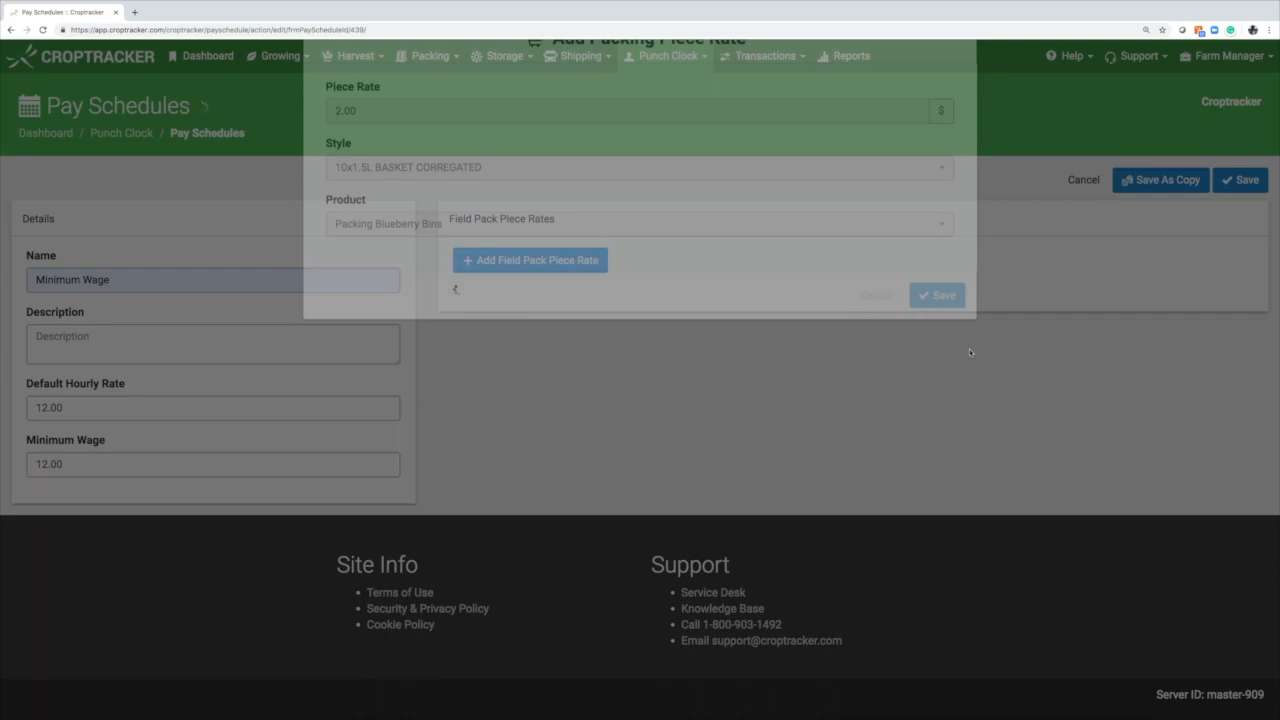 Pay Schedules :: Croptracker
https://app.croptracker.com/croptracker/payschedule/action/edit/frmPayScheduleId/439/
CROPTRACKER Dashboard Growing Harvest Packing Storage Shipping Punch Clock Transactions Reports Help Support Farm Manager
Add Packing Piece Rate
Piece Rate
2.00 $
Pay Schedules
Croptracker
Dashboard / Punch Clock / Pay Schedules
Style
10x1.5L BASKET CORREGATED
Cancel Save As Copy Save
Product
Packing Blueberry Bins
Details
Field Pack Piece Rates
Name
Add Field Pack Piece Rate
Minimum Wage
Cancel Save
Description
Description
Default Hourly Rate
12.00
Minimum Wage
12.00
Site Info
• Terms of Use
• Security & Privacy Policy
• Cookie Policy
Support
• Service Desk
• Knowledge Base
• Call 1-800-903-1492
• Email support@croptracker.com
Server ID: master-909